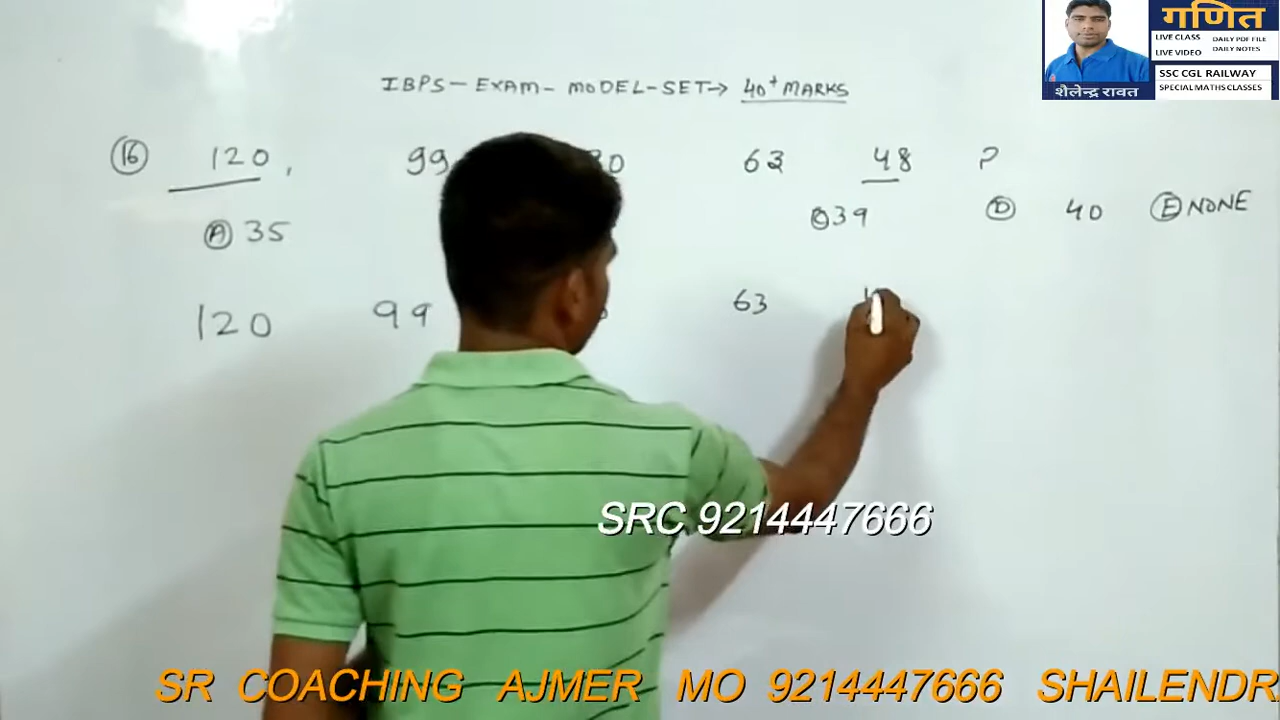 गणित
LIVE CLASS DAILY PDF FILE
LIVE VIDEO DAILY NOTES
SSC CGL RAILWAY
SPECIAL MATHS CLASSES
शैलेन्द्र रावत
IBPS - EXAM - MODEL - SET → 40+ MARKS
16 120, 99 63 48 ?
A 35 C 39 D 40 E NONE
120 99 63
SRC 9214447666
SR COACHING AJMER MO 9214447666 SHAILENDR